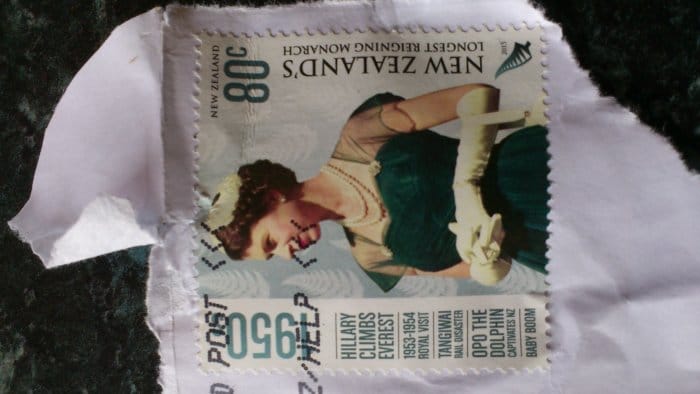 NEW ZEALAND
80c
NEW ZEALAND'S
LONGEST REIGNING MONARCH
2015
1950
HILLARY
CLIMBS
EVEREST
1953-1954
ROYAL VISIT
TANGIWAI
RAIL DISASTER
OPO THE
DOLPHIN
CAPTIVATES NZ
BABY BOOM
POST <<<
/HELP <<<